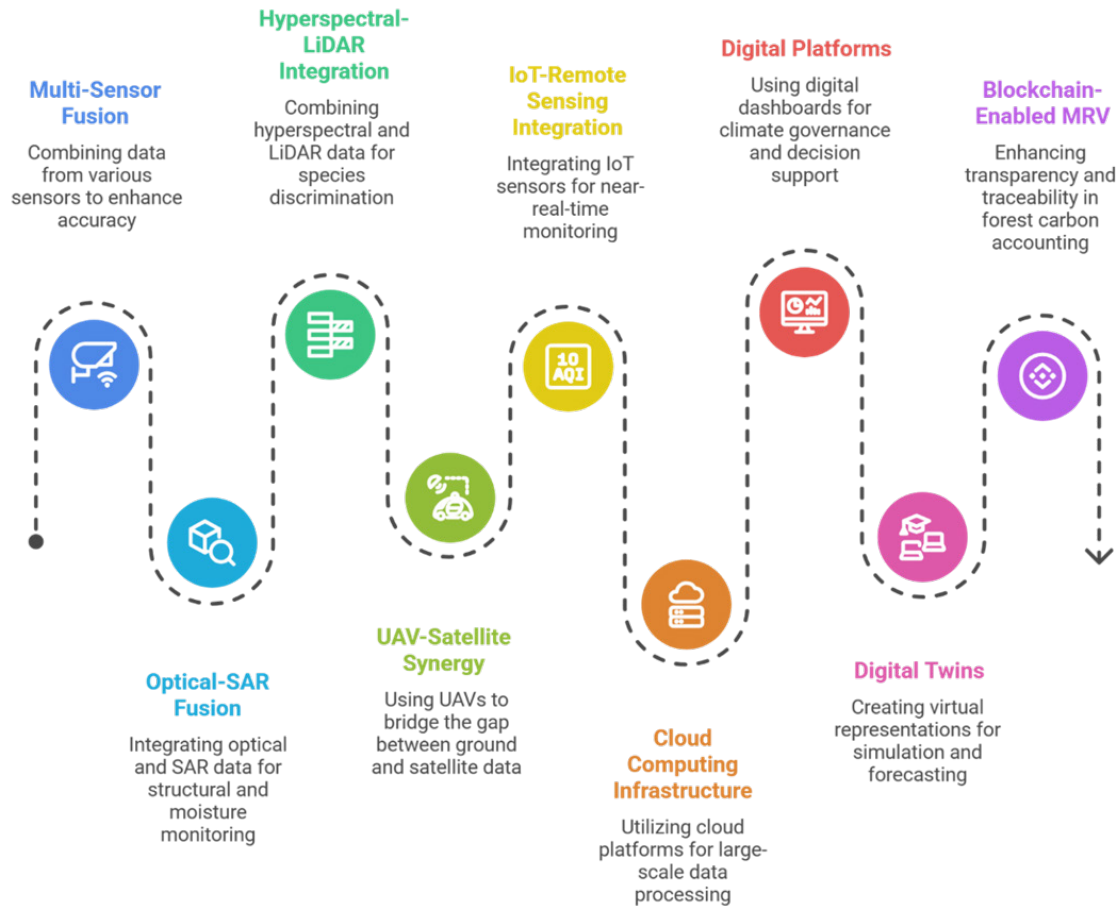 Multi-Sensor
Fusion
Combining data
from various
sensors to enhance
accuracy
Optical-SAR
Fusion
Integrating optical
and SAR data for
structural and
moisture
monitoring
Hyperspectral-
LiDAR
Integration
Combining
hyperspectral and
LiDAR data for
species
discrimination
UAV-Satellite
Synergy
Using UAVs to
bridge the gap
between ground
and satellite data
IoT-Remote
Sensing
Integration
Integrating IoT
sensors for near-
real-time
monitoring
10
AQI
Cloud
Computing
Infrastructure
Utilizing cloud
platforms for large-
scale data
processing
Digital Platforms
Using digital
dashboards for
climate governance
and decision
support
Digital Twins
Creating virtual
representations for
simulation and
forecasting
Blockchain-
Enabled MRV
Enhancing
transparency and
traceability in
forest carbon
accounting